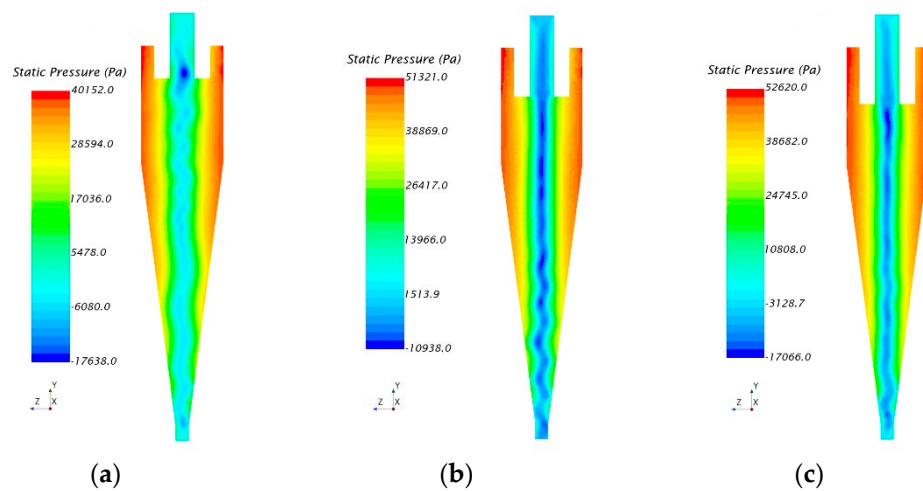 Static Pressure (Pa)
40152.0
28594.0
17036.0
5478.0
-6080.0
-17638.0
Y
Z X
(a)
Static Pressure (Pa)
51321.0
38869.0
26417.0
13966.0
1513.9
-10938.0
Y
Z X
(b)
Static Pressure (Pa)
52620.0
38682.0
24745.0
10808.0
-3128.7
-17066.0
Y
Z X
(c)